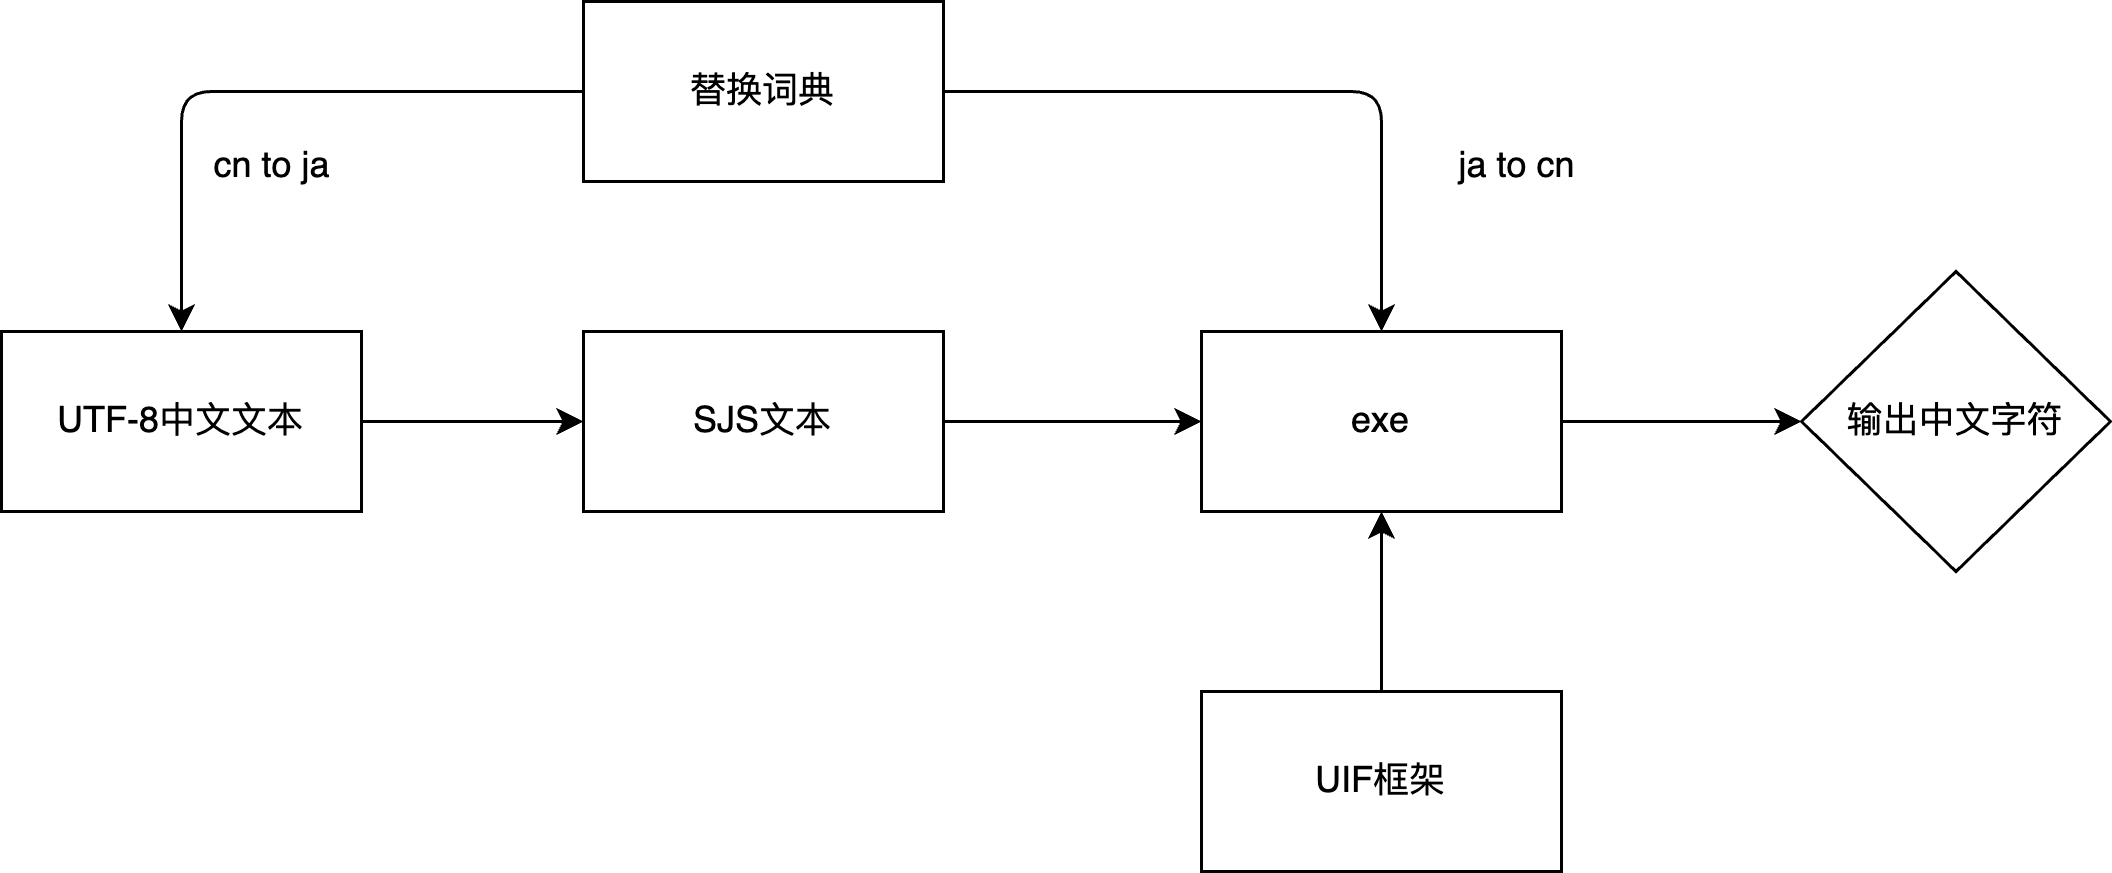 替换词典
cn to ja
ja to cn
UTF-8中文文本
SJS文本
exe
输出中文字符
UIF框架